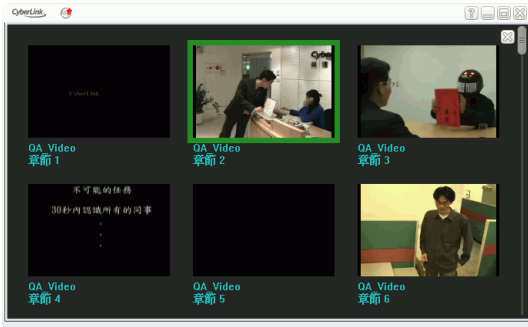 CyberLink
CyberLink
Cyber
QA_Video
章節 1
QA_Video
章節 2
QA_Video
章節 3
不可能的任務
30秒內認識所有的同事
QA_Video
章節 4
QA_Video
章節 5
QA_Video
章節 6